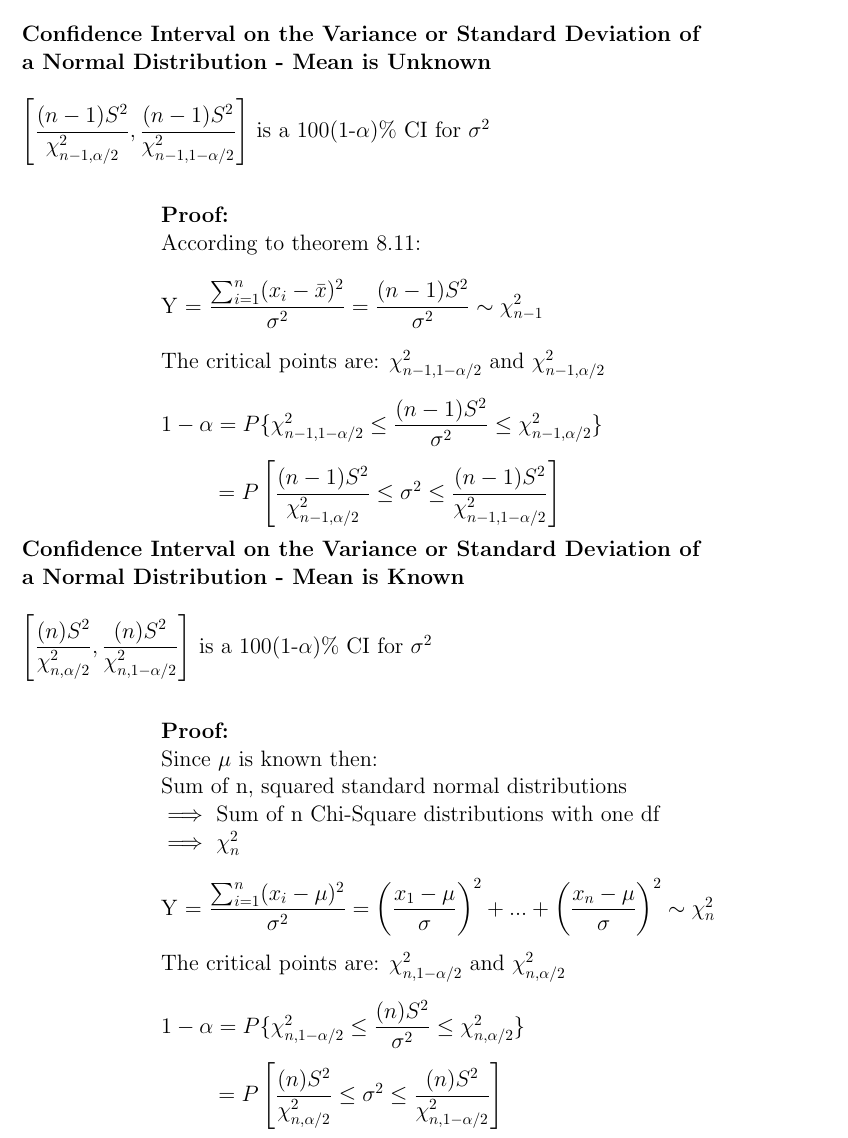 Confidence Interval on the Variance or Standard Deviation of
a Normal Distribution - Mean is Unknown
$\left[\frac{(n-1)S^2}{\chi^2_{n-1,\alpha/2}}, \frac{(n-1)S^2}{\chi^2_{n-1,1-\alpha/2}}\right]$ is a 100(1-$\alpha$)% CI for $\sigma^2$
Proof:
According to theorem 8.11:
Y = $\frac{\sum_{i=1}^{n}(x_i-\bar{x})^2}{\sigma^2} = \frac{(n-1)S^2}{\sigma^2} \sim \chi^2_{n-1}$
The critical points are: $\chi^2_{n-1,1-\alpha/2}$ and $\chi^2_{n-1,\alpha/2}$
$1-\alpha = P\{\chi^2_{n-1,1-\alpha/2} \leq \frac{(n-1)S^2}{\sigma^2} \leq \chi^2_{n-1,\alpha/2}\}$
$= P\left[\frac{(n-1)S^2}{\chi^2_{n-1,\alpha/2}} \leq \sigma^2 \leq \frac{(n-1)S^2}{\chi^2_{n-1,1-\alpha/2}}\right]$
Confidence Interval on the Variance or Standard Deviation of
a Normal Distribution - Mean is Known
$\left[\frac{(n)S^2}{\chi^2_{n,\alpha/2}}, \frac{(n)S^2}{\chi^2_{n,1-\alpha/2}}\right]$ is a 100(1-$\alpha$)% CI for $\sigma^2$
Proof:
Since $\mu$ is known then:
Sum of n, squared standard normal distributions
$\implies$ Sum of n Chi-Square distributions with one df
$\implies \chi^2_n$
Y = $\frac{\sum_{i=1}^{n}(x_i-\mu)^2}{\sigma^2} = \left(\frac{x_1-\mu}{\sigma}\right)^2 + ... + \left(\frac{x_n-\mu}{\sigma}\right)^2 \sim \chi^2_n$
The critical points are: $\chi^2_{n,1-\alpha/2}$ and $\chi^2_{n,\alpha/2}$
$1-\alpha = P\{\chi^2_{n,1-\alpha/2} \leq \frac{(n)S^2}{\sigma^2} \leq \chi^2_{n,\alpha/2}\}$
$= P\left[\frac{(n)S^2}{\chi^2_{n,\alpha/2}} \leq \sigma^2 \leq \frac{(n)S^2}{\chi^2_{n,1-\alpha/2}}\right]$